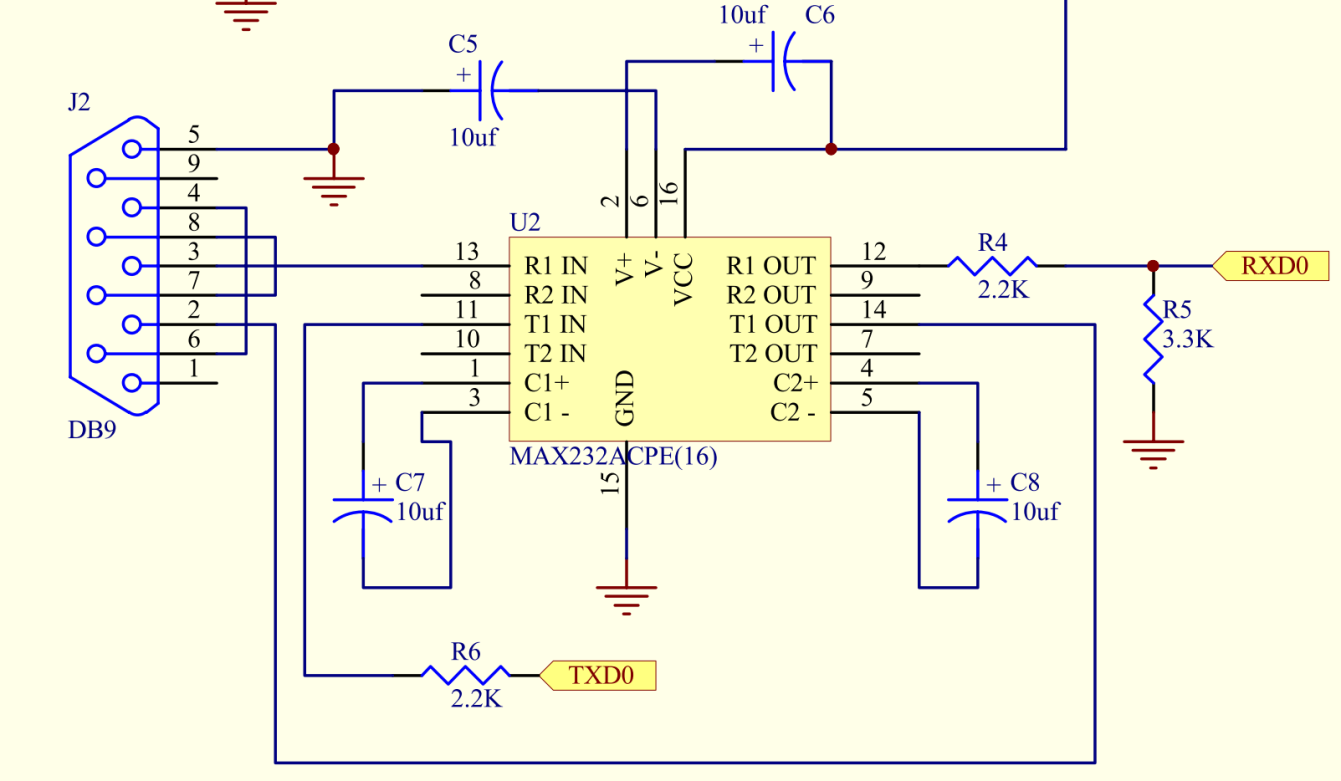 10uf C6
C5
+
+
10uf
J2
5
9
4
8
3
7
2
6
1
DB9
2
6
16
U2
13
8
11
10
1
3
R1 IN
R2 IN
T1 IN
T2 IN
C1+
C1 -
V+
V-
VCC
GND
R1 OUT
R2 OUT
T1 OUT
T2 OUT
C2+
C2 -
12
9
14
7
4
5
MAX232ACPE(16)
15
R4
2.2K
RXD0
R5
3.3K
+ C7
10uf
+ C8
10uf
R6
2.2K
TXD0